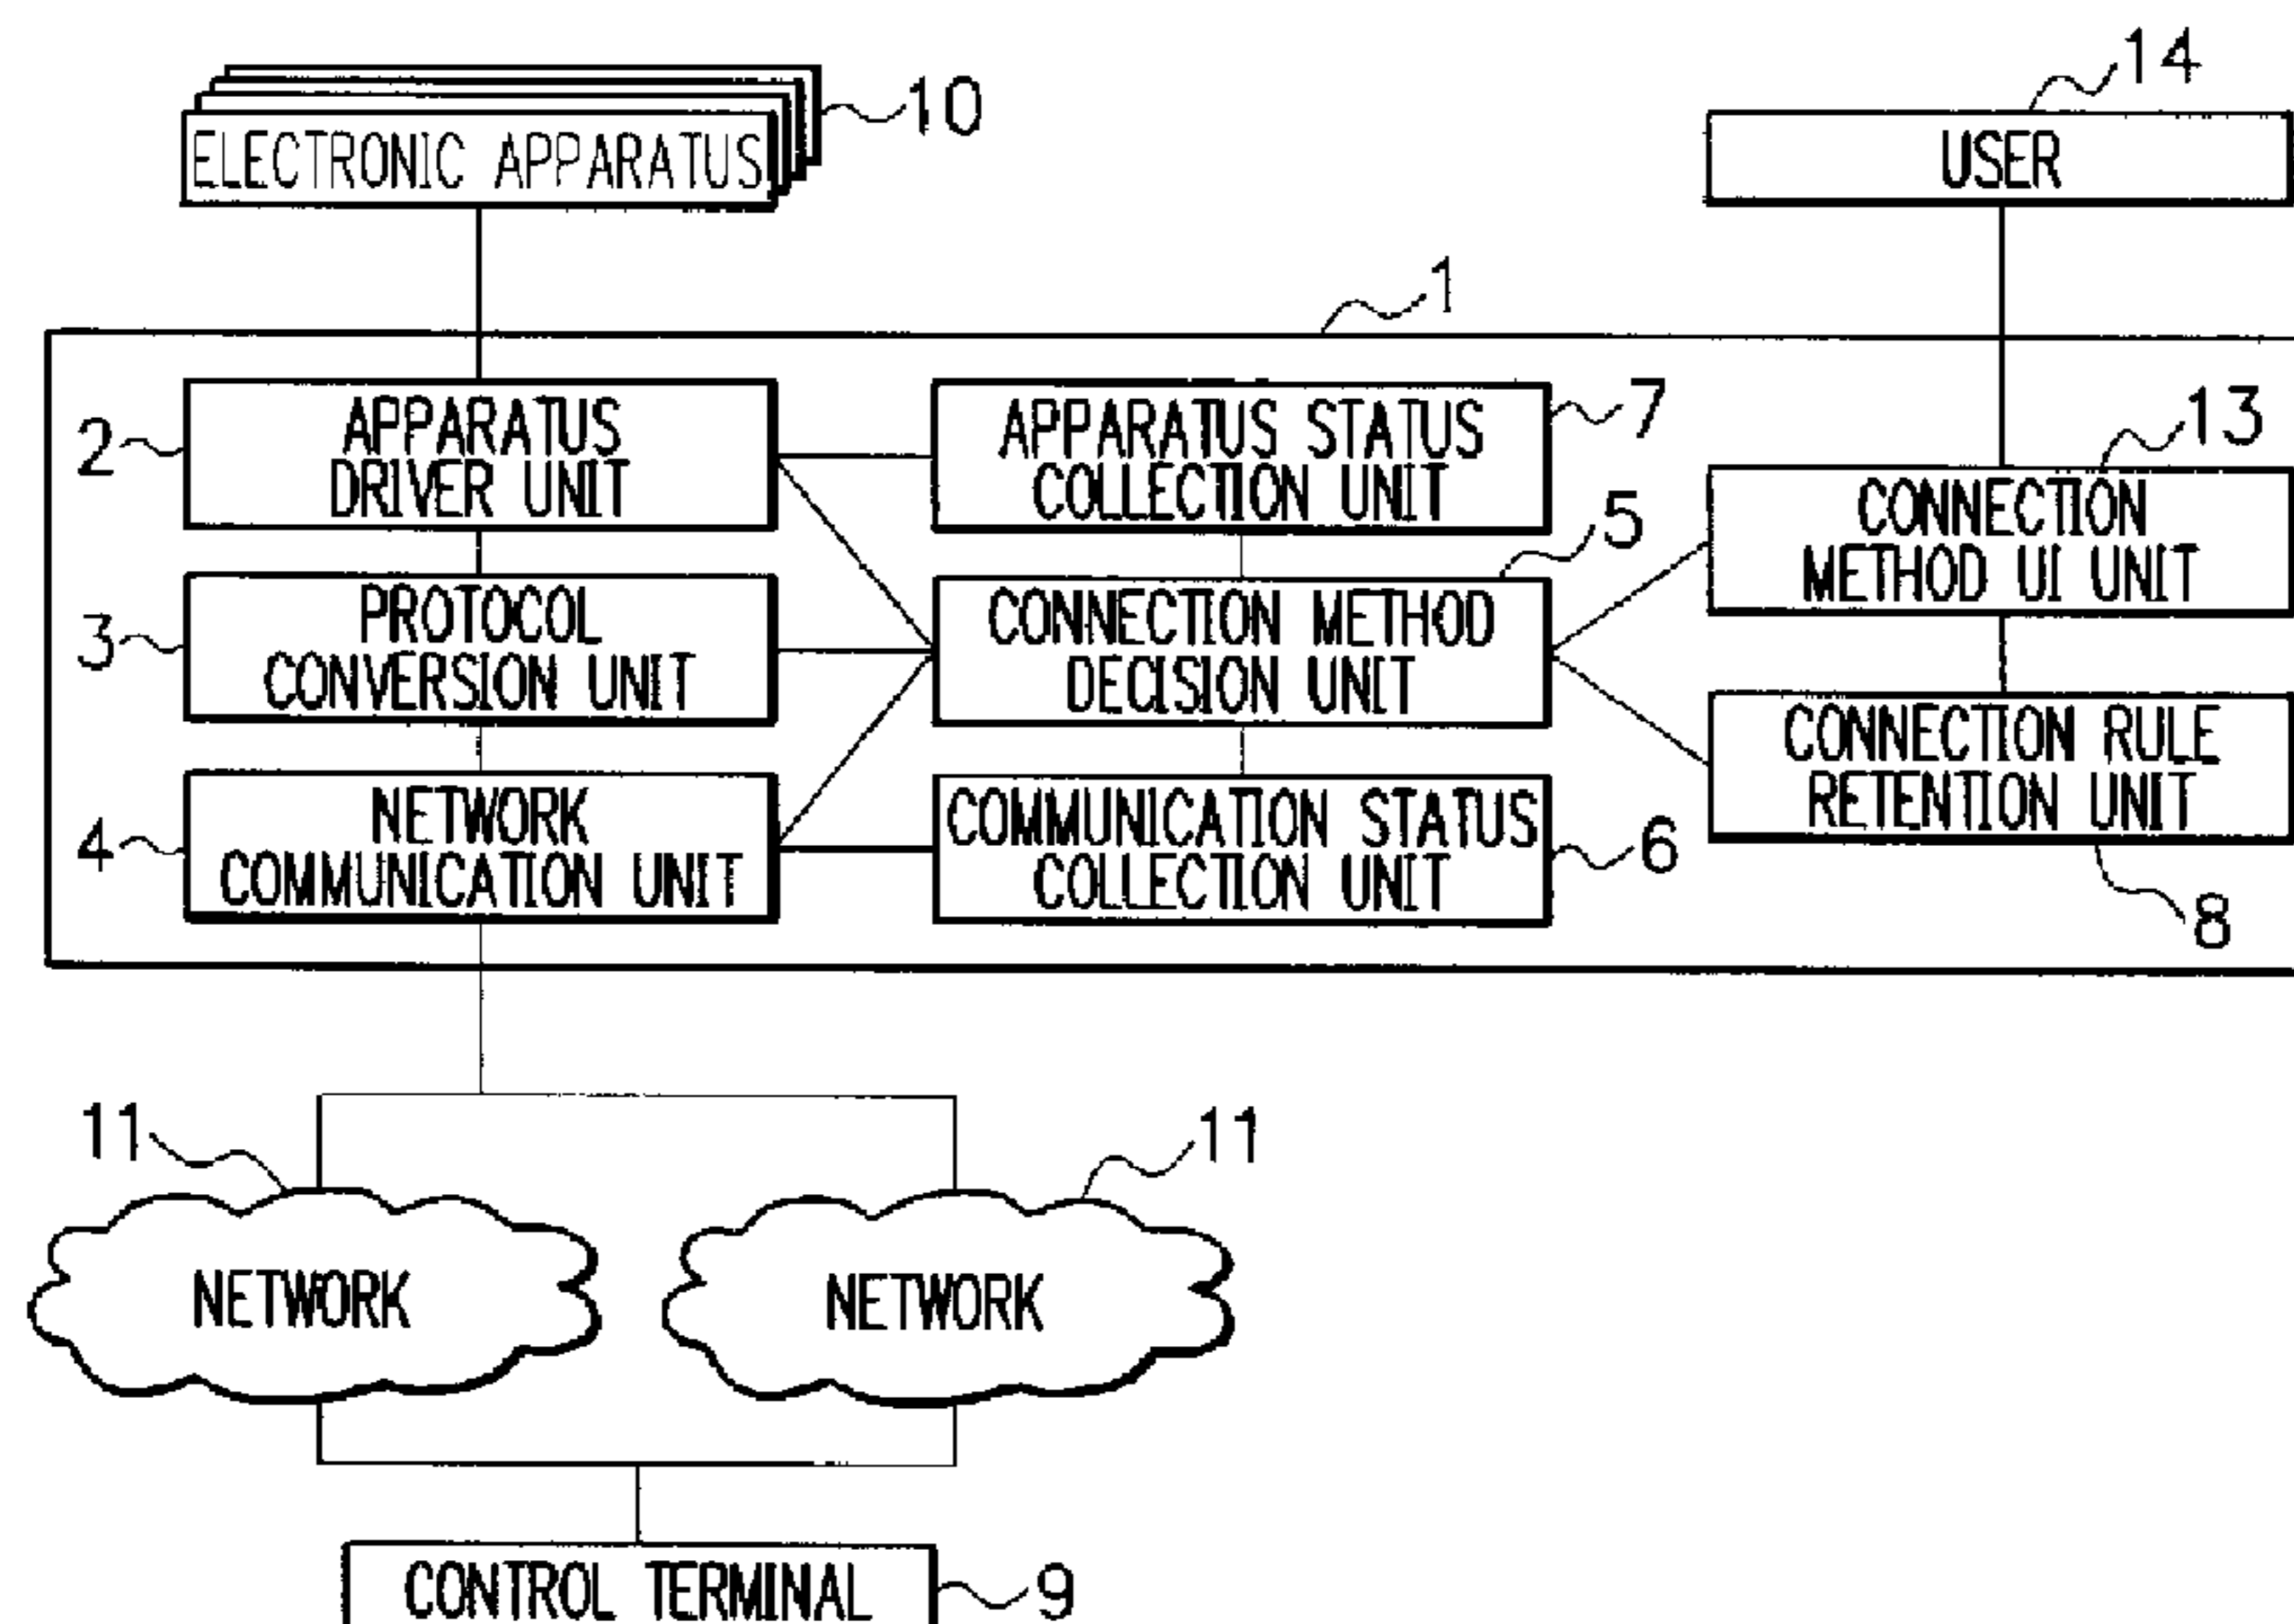 10
14
ELECTRONIC APPARATUS
USER
1
2
APPARATUS
DRIVER UNIT
APPARATUS STATUS
COLLECTION UNIT
7
13
CONNECTION
METHOD UI UNIT
5
3
PROTOCOL
CONVERSION UNIT
CONNECTION METHOD
DECISION UNIT
CONNECTION RULE
RETENTION UNIT
4
NETWORK
COMMUNICATION UNIT
COMMUNICATION STATUS
COLLECTION UNIT
6
8
11
11
NETWORK
NETWORK
CONTROL TERMINAL
9